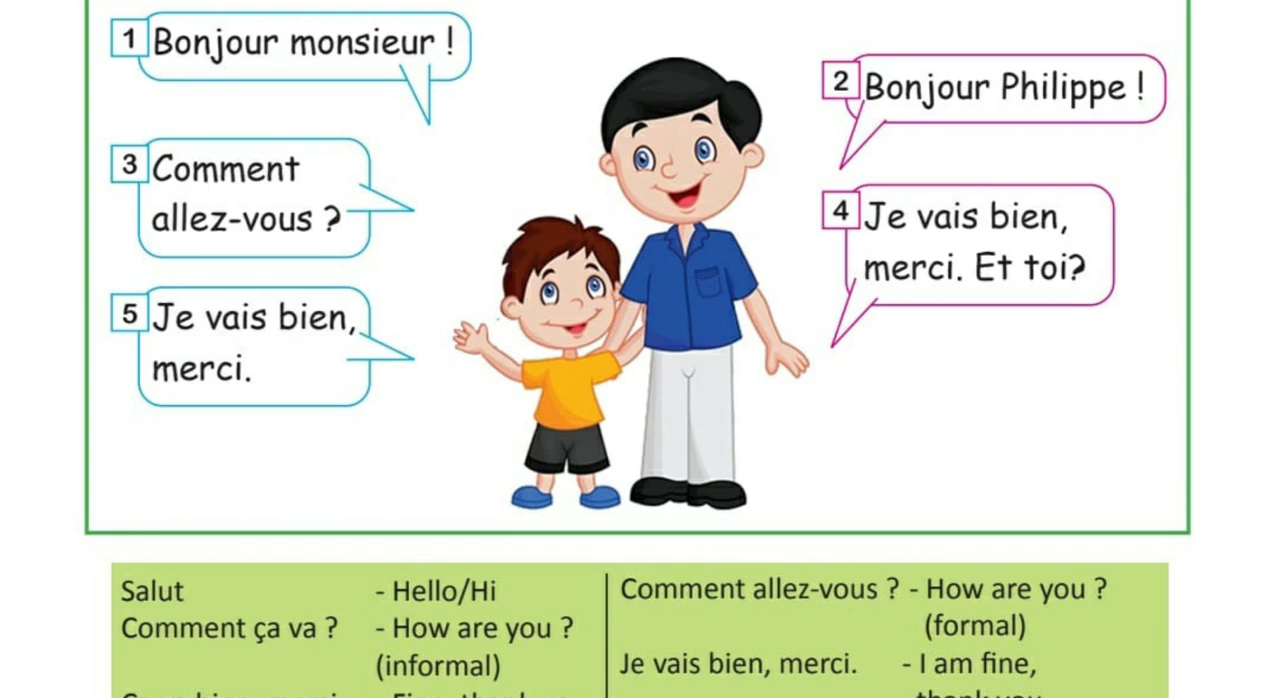 1 Bonjour monsieur !
2 Bonjour Philippe !
3 Comment
allez-vous ?
4 Je vais bien,
merci. Et toi?
5 Je vais bien,
merci.
Salut - Hello/Hi
Comment ça va ? - How are you ?
(informal)
Comment allez-vous ? - How are you ?
(formal)
Je vais bien, merci. - I am fine,